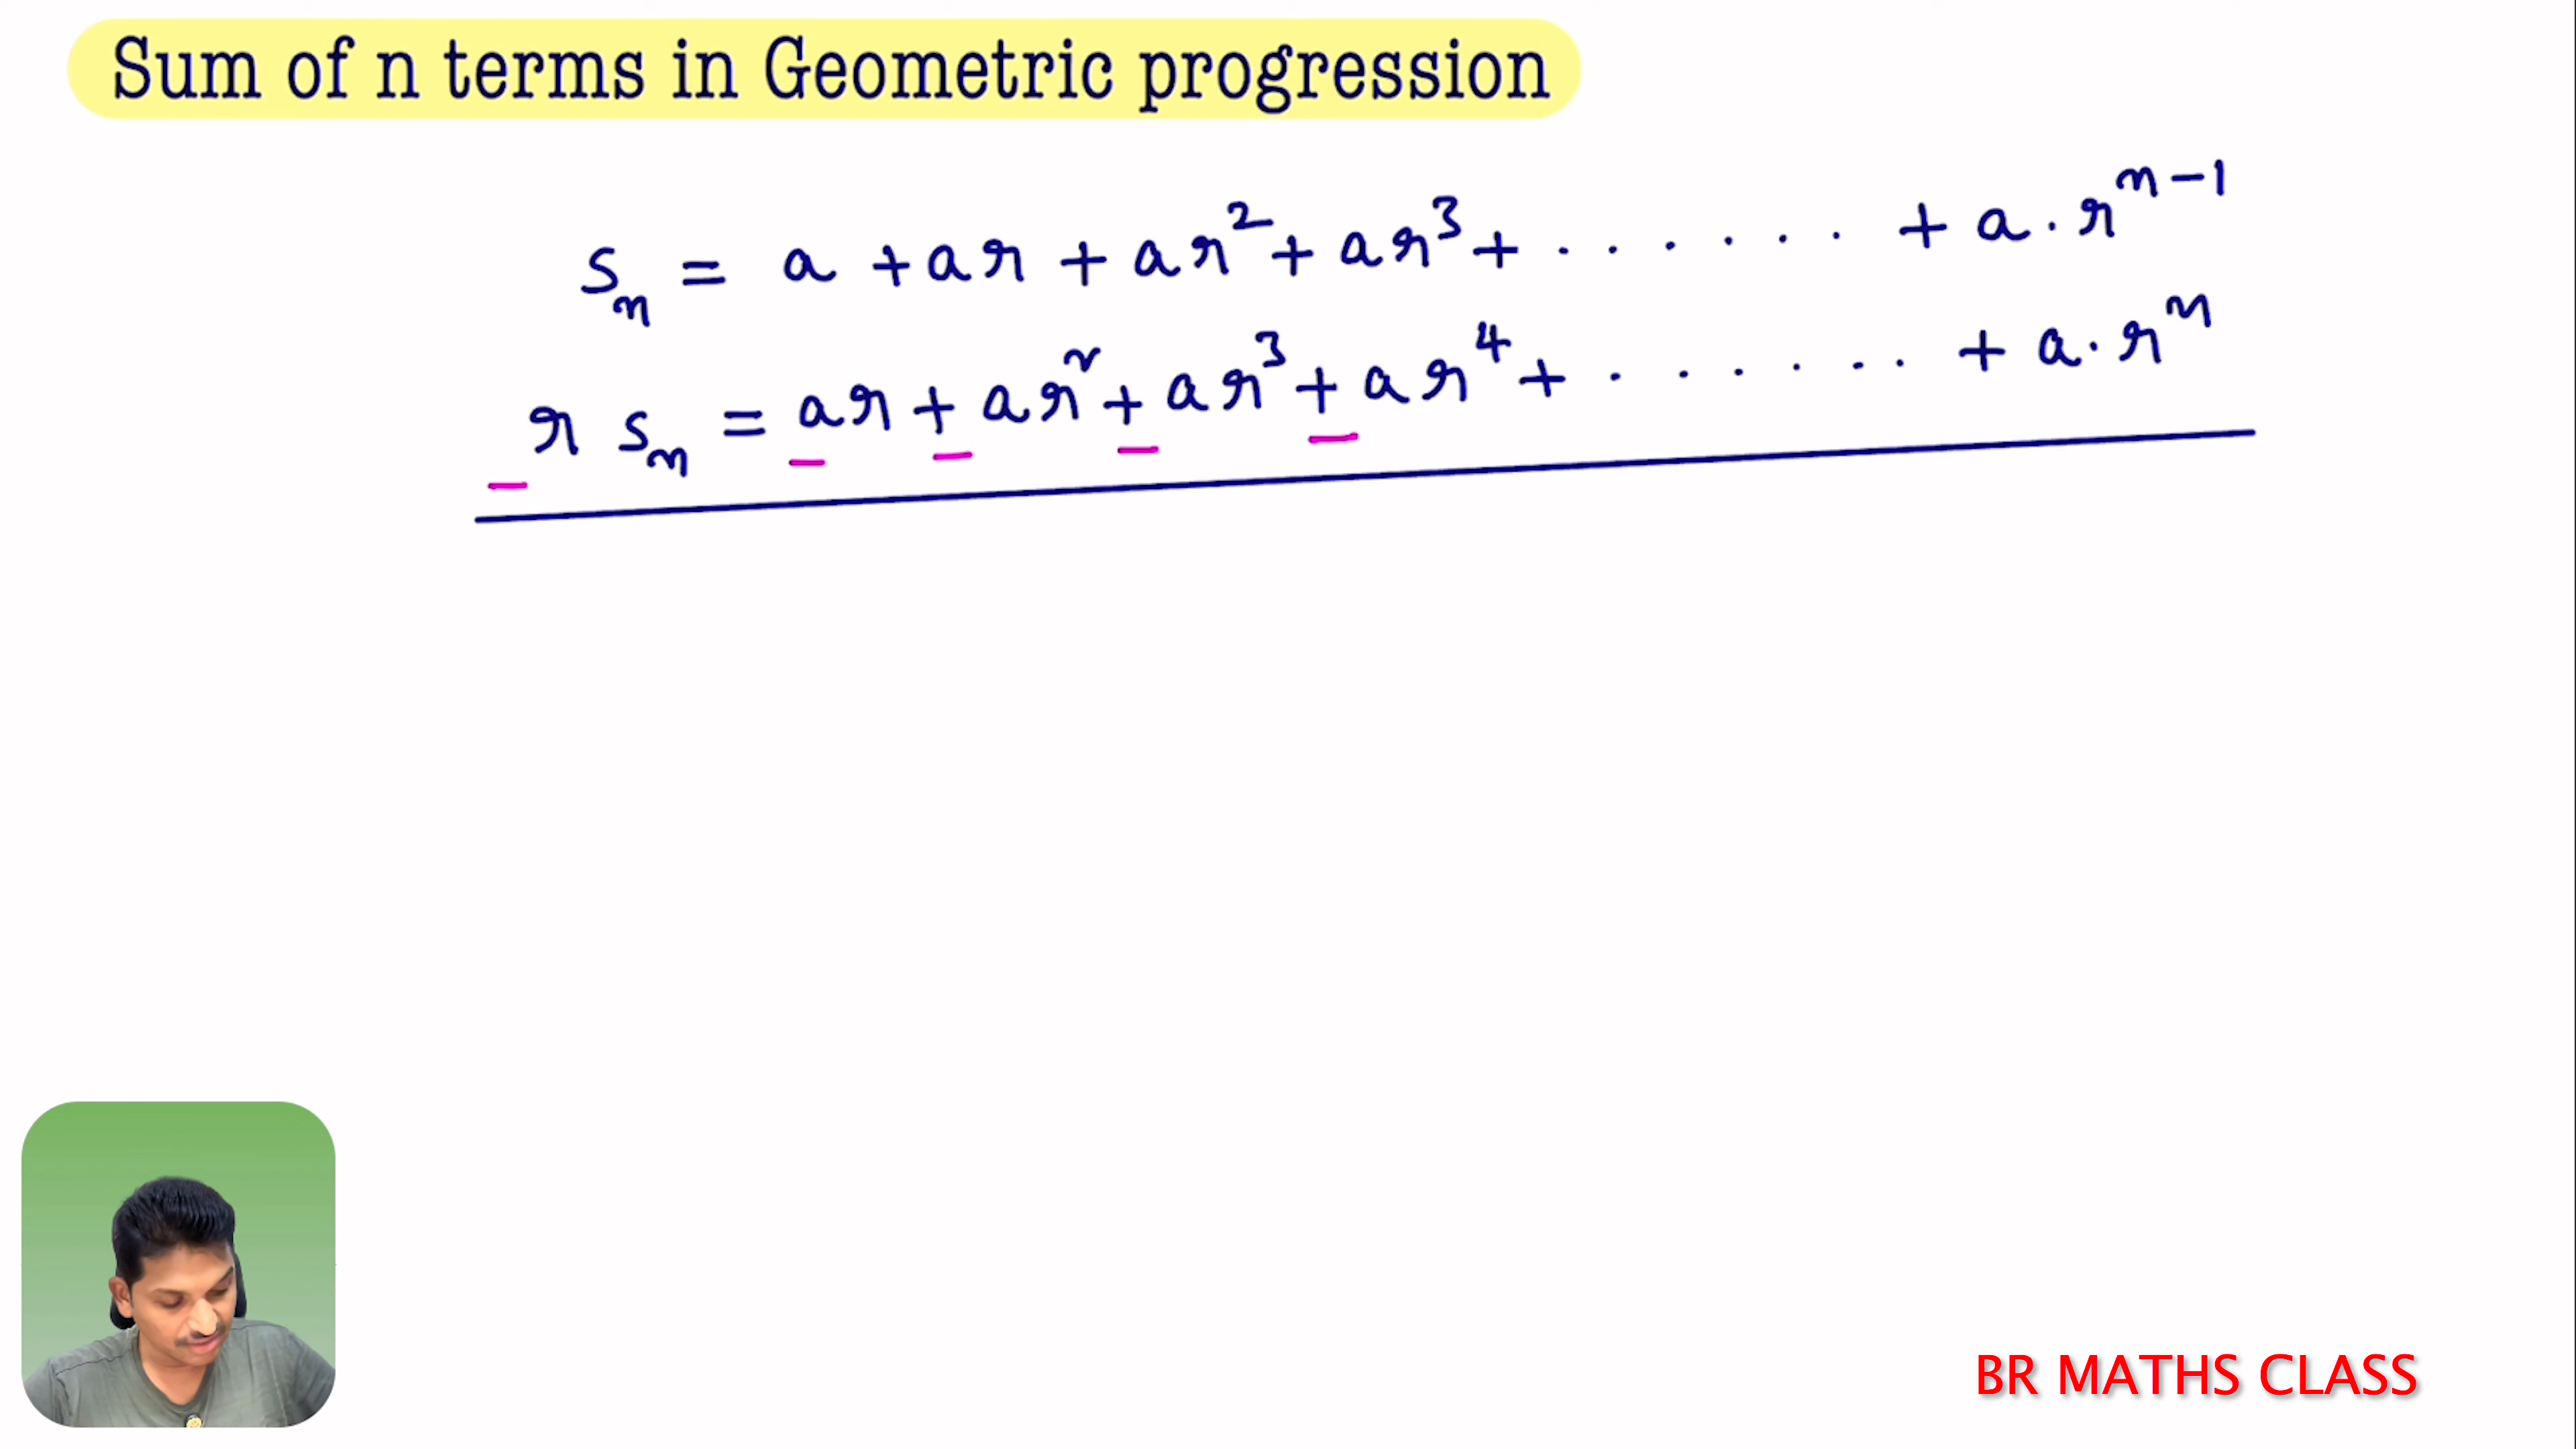 Sum of n terms in Geometric progression
Sₙ = a + ar + ar² + ar³ + . . . . . . + a · rⁿ⁻¹
r Sₙ = ar + ar² + ar³ + ar⁴ + . . . . . . + a · rⁿ
− − − − −
BR MATHS CLASS